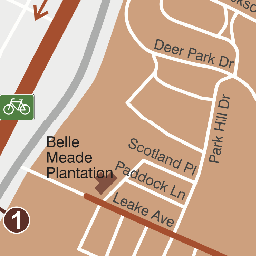 Deer Park Dr
Park Hill Dr
Belle
Meade
Plantation
Scotland Pl
Paddock Ln
Leake Ave
1